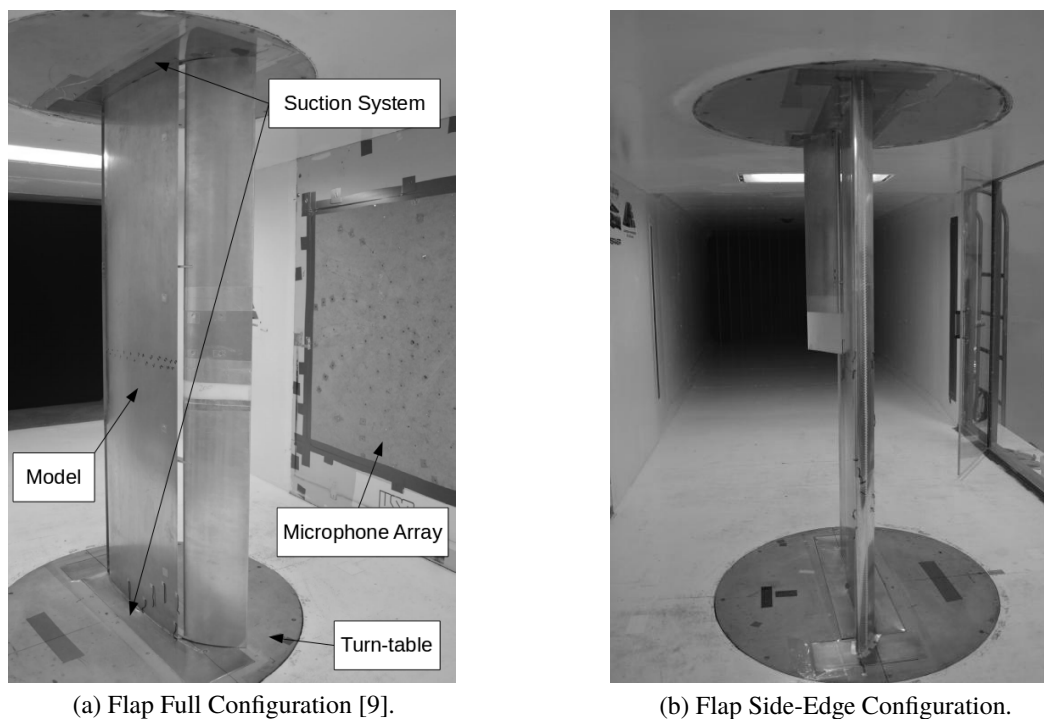 Suction System
Model
Microphone Array
Turn-table
(a) Flap Full Configuration [9].
(b) Flap Side-Edge Configuration.